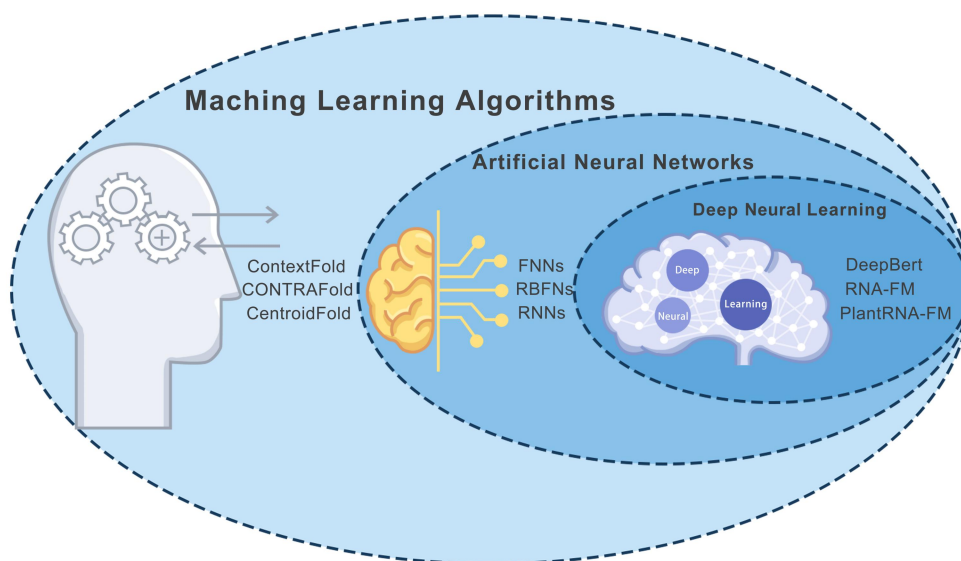 Maching Learning Algorithms
Artificial Neural Networks
Deep Neural Learning
ContextFold
CONTRAFold
CentroidFold
FNNs
RBFNs
RNNs
Deep
Neural
Learning
DeepBert
RNA-FM
PlantRNA-FM